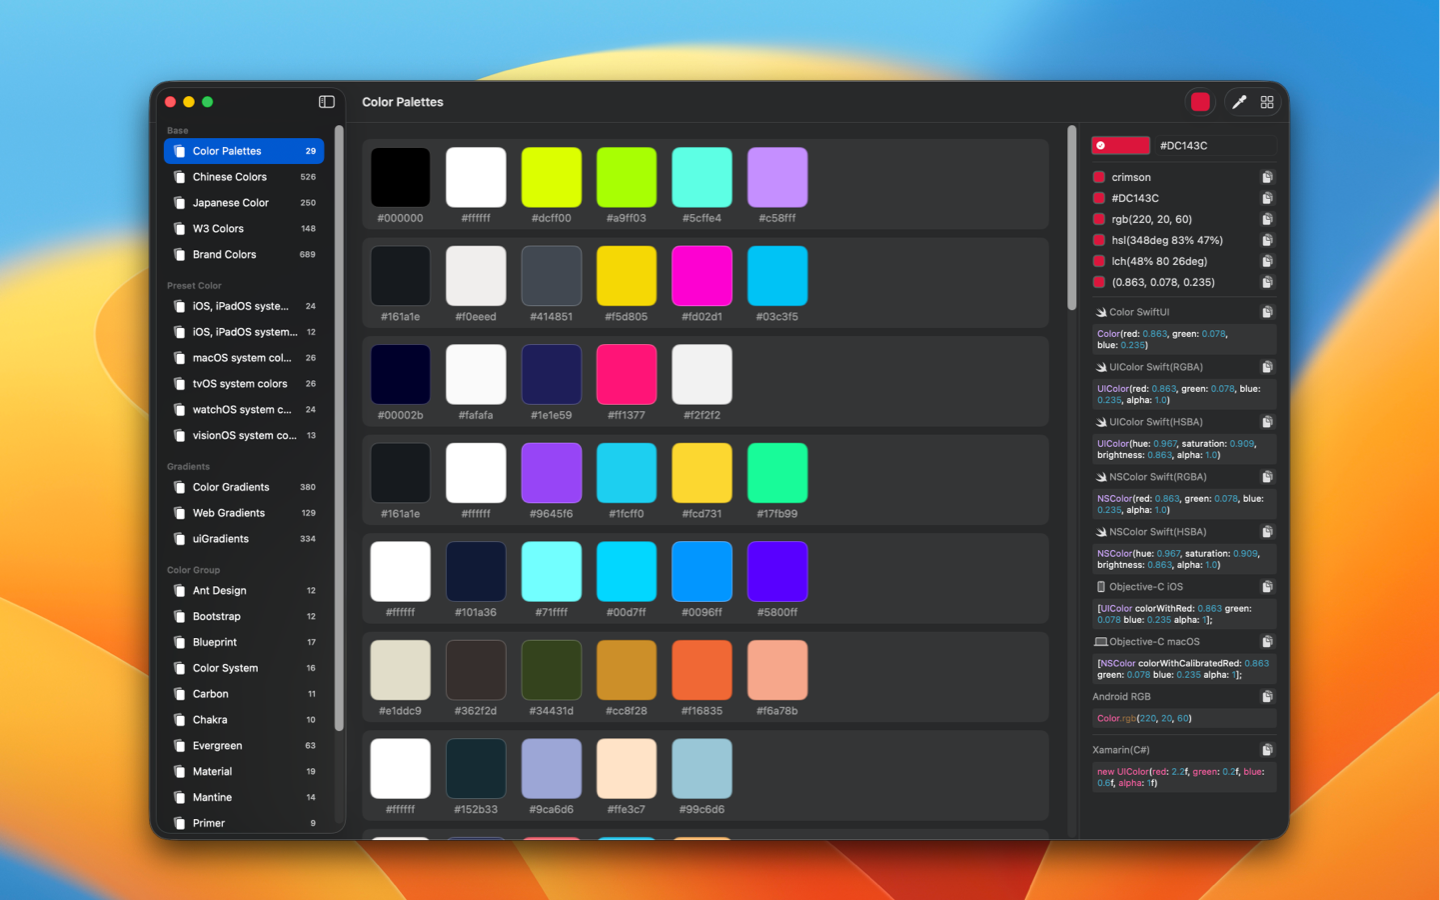 Color Palettes
Base
Color Palettes 29
Chinese Colors 526
Japanese Color 250
W3 Colors 148
Brand Colors 689
Preset Color
iOS, iPadOS syste... 24
iOS, iPadOS system... 12
macOS system col... 26
tvOS system colors 26
watchOS system c... 24
visionOS system co... 13
Gradients
Color Gradients 380
Web Gradients 129
uiGradients 334
Color Group
Ant Design 12
Bootstrap 12
Blueprint 17
Color System 16
Carbon 11
Chakra 10
Evergreen 63
Material 19
Mantine 14
Primer 9
#000000 #ffffff #dcff00 #a9ff03 #5cffe4 #c58fff
#161a1e #f0eeed #414851 #f5d805 #fd02d1 #03c3f5
#00002b #fafafa #1e1e59 #ff1377 #f2f2f2
#161a1e #ffffff #9645f6 #1fcff0 #fcd731 #17fb99
#ffffff #101a36 #71ffff #00d7ff #0096ff #5800ff
#e1ddc9 #362f2d #34431d #cc8f28 #f16835 #f6a78b
#ffffff #152b33 #9ca6d6 #ffe3c7 #99c6d6
#DC143C
crimson
#DC143C
rgb(220, 20, 60)
hsl(348deg 83% 47%)
lch(48% 80 26deg)
(0.863, 0.078, 0.235)
Color SwiftUI
Color(red: 0.863, green: 0.078,
blue: 0.235)
UIColor Swift(RGBA)
UIColor(red: 0.863, green: 0.078, blue:
0.235, alpha: 1.0)
UIColor Swift(HSBA)
UIColor(hue: 0.967, saturation: 0.909,
brightness: 0.863, alpha: 1.0)
NSColor Swift(RGBA)
NSColor(red: 0.863, green: 0.078, blue:
0.235, alpha: 1.0)
NSColor Swift(HSBA)
NSColor(hue: 0.967, saturation: 0.909,
brightness: 0.863, alpha: 1.0)
Objective-C iOS
[UIColor colorWithRed: 0.863 green:
0.078 blue: 0.235 alpha: 1];
Objective-C macOS
[NSColor colorWithCalibratedRed: 0.863
green: 0.078 blue: 0.235 alpha: 1];
Android RGB
Color.rgb(220, 20, 60)
Xamarin(C#)
new UIColor(red: 2.2f, green: 0.2f, blue:
0.6f, alpha: 1f)